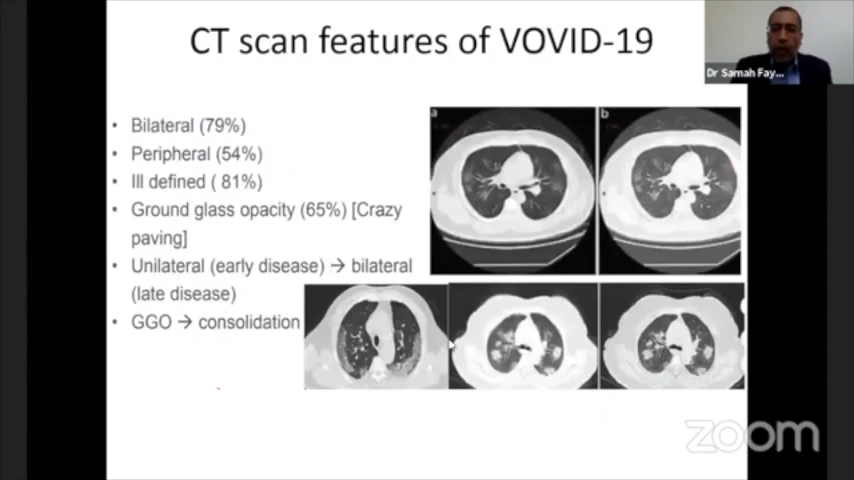 CT scan features of VOVID-19
Dr Samah Fay...
• Bilateral (79%)
• Peripheral (54%)
• Ill defined ( 81%)
• Ground glass opacity (65%) [Crazy
paving]
• Unilateral (early disease) → bilateral
(late disease)
• GGO → consolidation
a
b
zoom